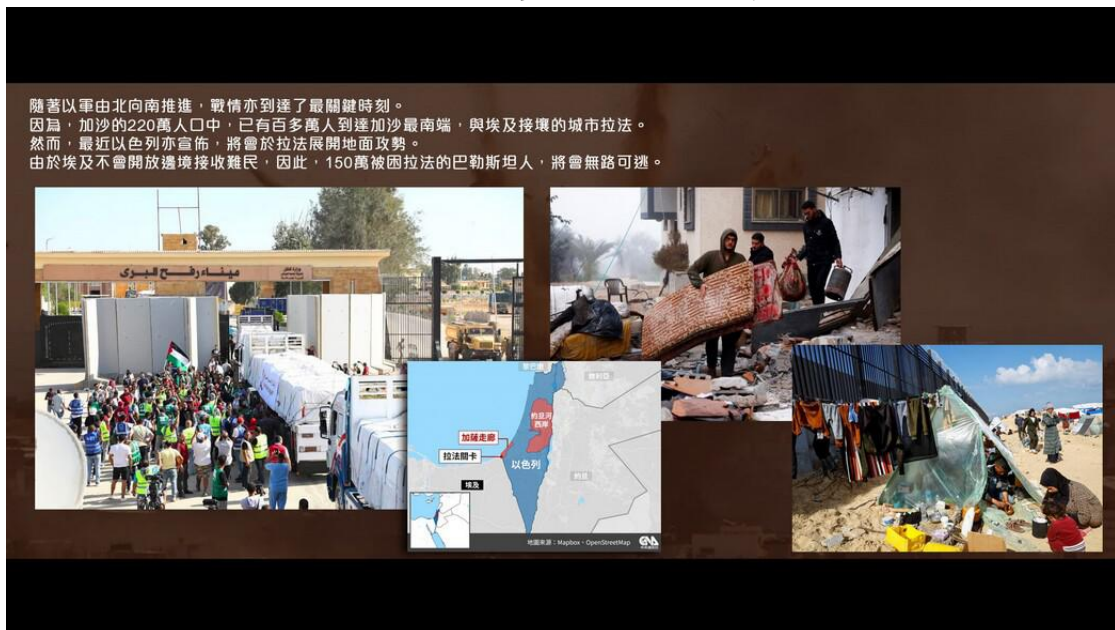 隨著以軍由北向南推進，戰情亦到達了最關鍵時刻。
因為，加沙的220萬人口中，已有百多萬人到達加沙最南端，與埃及接壤的城市拉法。
然而，最近以色列亦宣佈，將會於拉法展開地面攻勢。
由於埃及不會開放邊境接收難民，因此，150萬被困拉法的巴勒斯坦人，將會無路可逃。
ميناء رفح البري
黎巴嫩
敘利亞
約旦河
西岸
加薩走廊
拉法關卡
以色列
埃及
約旦
地圖來源：Mapbox、OpenStreetMap
CNA